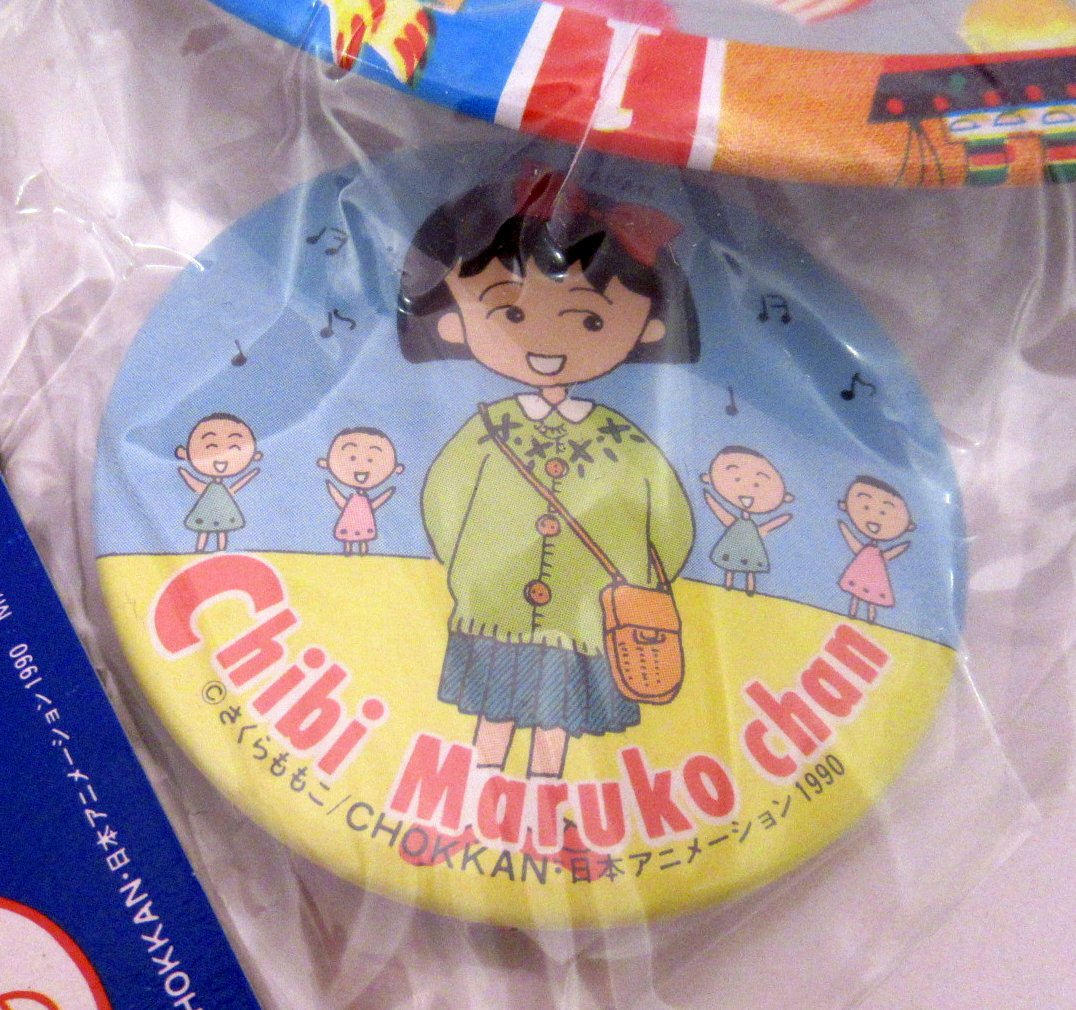 Chibi Maruko chan
©さくらももこ/CHOKKAN・日本アニメーション1990
HOKKAN・日本アニメーション1990 M